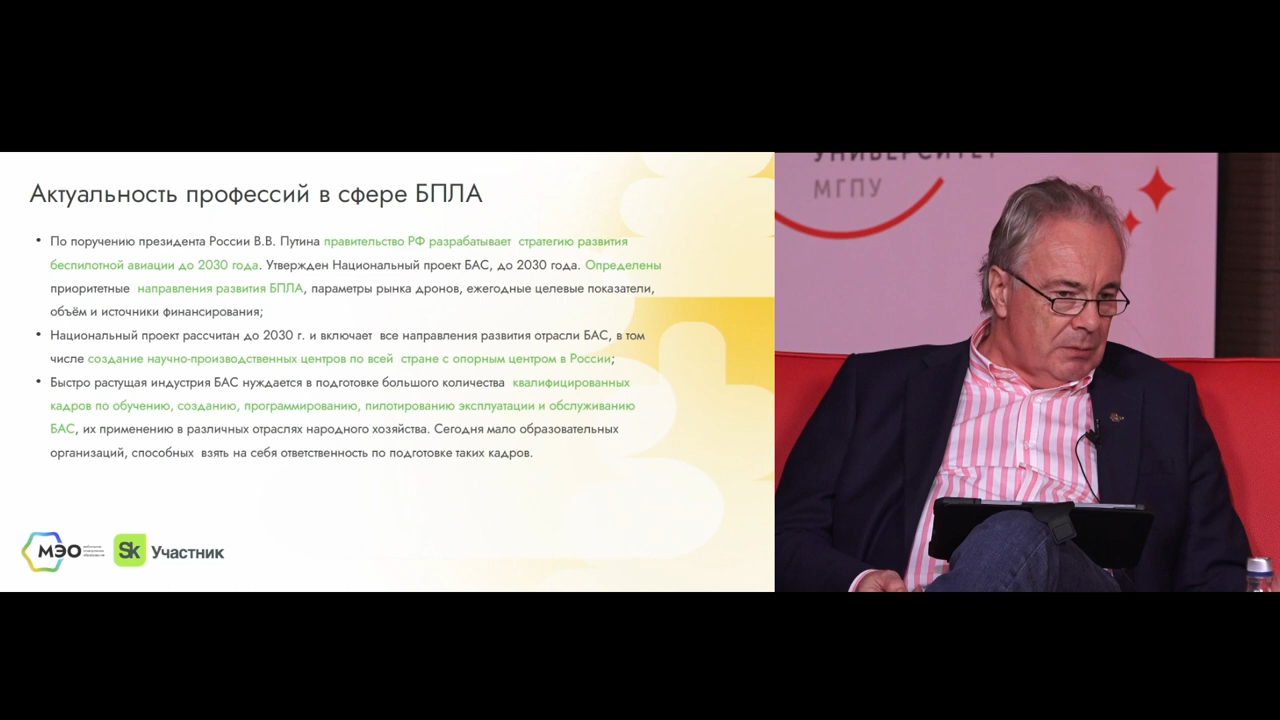 Актуальность профессий в сфере БПЛА
• По поручению президента России В.В. Путина правительство РФ разрабатывает стратегию развития
беспилотной авиации до 2030 года. Утвержден Национальный проект БАС, до 2030 года. Определены
приоритетные направления развития БПЛА, параметры рынка дронов, ежегодные целевые показатели,
объём и источники финансирования;
• Национальный проект рассчитан до 2030 г. и включает все направления развития отрасли БАС, в том
числе создание научно-производственных центров по всей стране с опорным центром в России;
• Быстро растущая индустрия БАС нуждается в подготовке большого количества квалифицированных
кадров по обучению, созданию, программированию, пилотированию эксплуатации и обслуживанию
БАС, их применению в различных отраслях народного хозяйства. Сегодня мало образовательных
организаций, способных взять на себя ответственность по подготовке таких кадров.
МЭО
Sk Участник
УНИВЕРСИТЕТ
МГПУ